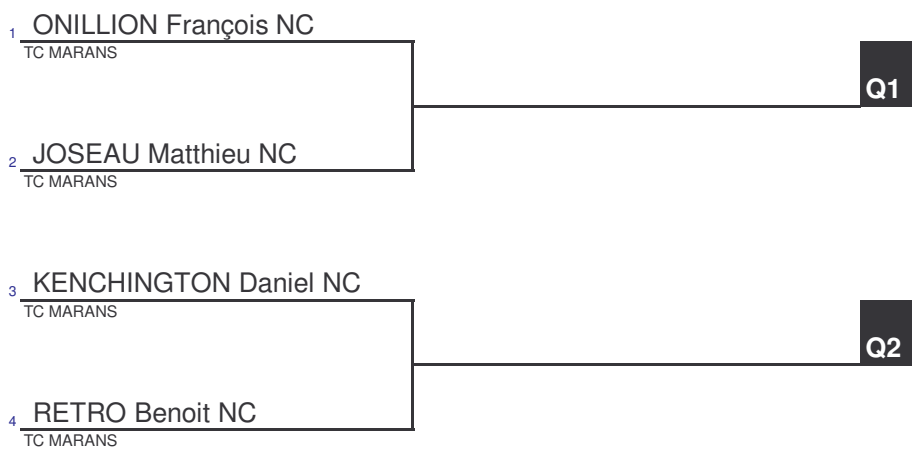 1 ONILLION François NC
TC MARANS
Q1
2 JOSEAU Matthieu NC
TC MARANS
3 KENCHINGTON Daniel NC
TC MARANS
Q2
4 RETRO Benoit NC
TC MARANS